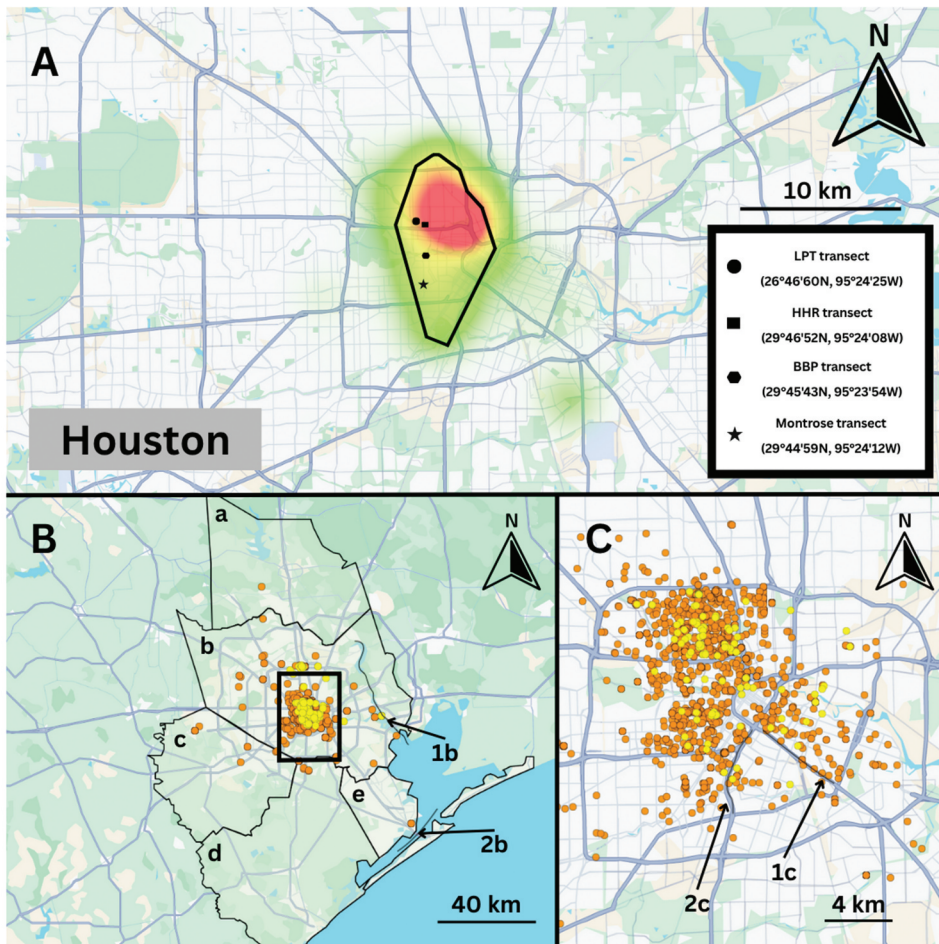 A
N
10 km
LPT transect
(26°46'60N, 95°24'25W)
HHR transect
(29°46'52N, 95°24'08W)
BBP transect
(29°45'43N, 95°23'54W)
Montrose transect
(29°44'59N, 95°24'12W)
Houston
B
a
N
b
c
1b
e
d
2b
40 km
C
N
1c
2c
4 km